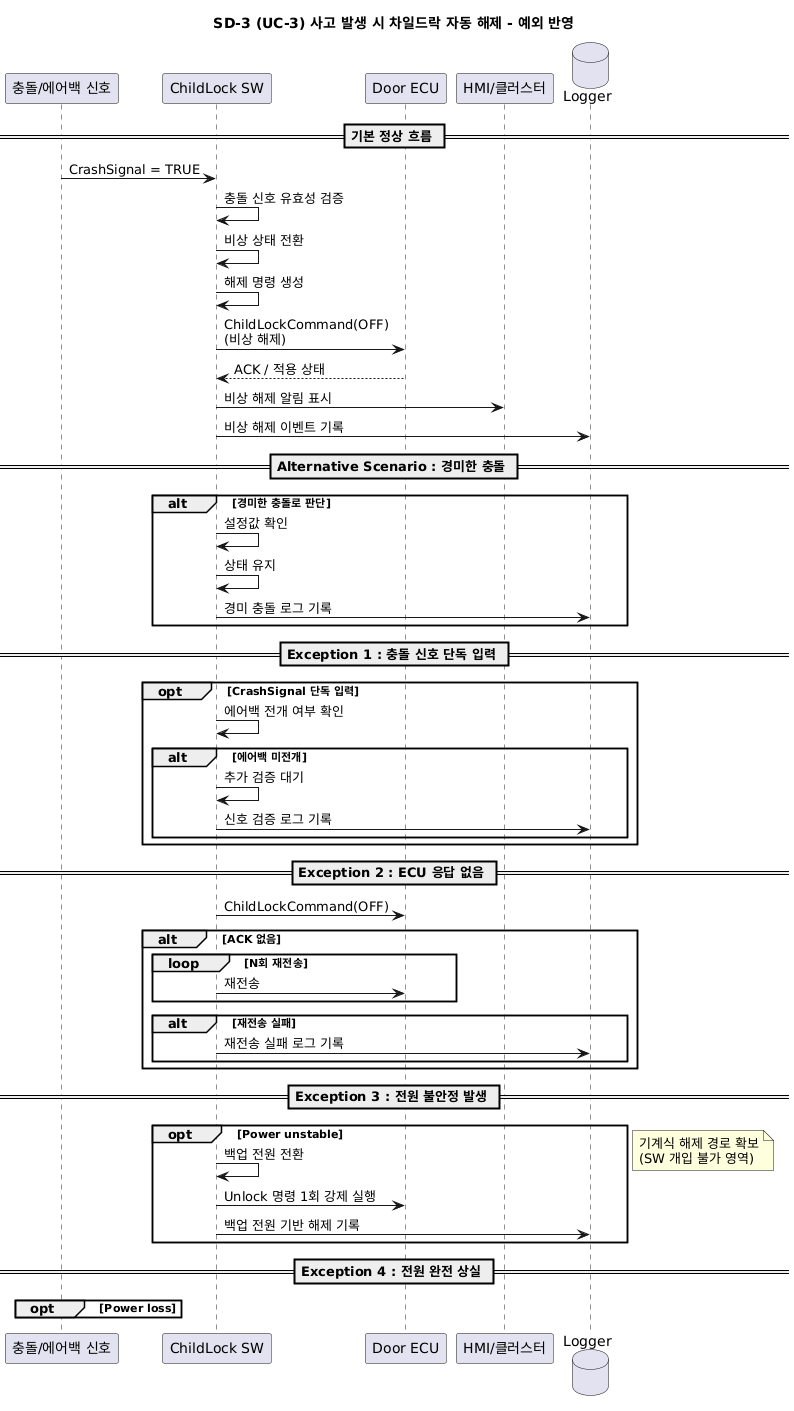 SD-3 (UC-3) 사고 발생 시 차일드락 자동 해제 - 예외 반영
충돌/에어백 신호
ChildLock SW
Door ECU
HMI/클러스터
Logger
기본 정상 흐름
CrashSignal = TRUE
충돌 신호 유효성 검증
비상 상태 전환
해제 명령 생성
ChildLockCommand(OFF)
(비상 해제)
ACK / 적용 상태
비상 해제 알림 표시
비상 해제 이벤트 기록
Alternative Scenario : 경미한 충돌
alt [경미한 충돌로 판단]
설정값 확인
상태 유지
경미 충돌 로그 기록
Exception 1 : 충돌 신호 단독 입력
opt [CrashSignal 단독 입력]
에어백 전개 여부 확인
alt [에어백 미전개]
추가 검증 대기
신호 검증 로그 기록
Exception 2 : ECU 응답 없음
ChildLockCommand(OFF)
alt [ACK 없음]
loop [N회 재전송]
재전송
alt [재전송 실패]
재전송 실패 로그 기록
Exception 3 : 전원 불안정 발생
opt [Power unstable]
기계식 해제 경로 확보
(SW 개입 불가 영역)
백업 전원 전환
Unlock 명령 1회 강제 실행
백업 전원 기반 해제 기록
Exception 4 : 전원 완전 상실
opt [Power loss]
충돌/에어백 신호
ChildLock SW
Door ECU
HMI/클러스터
Logger